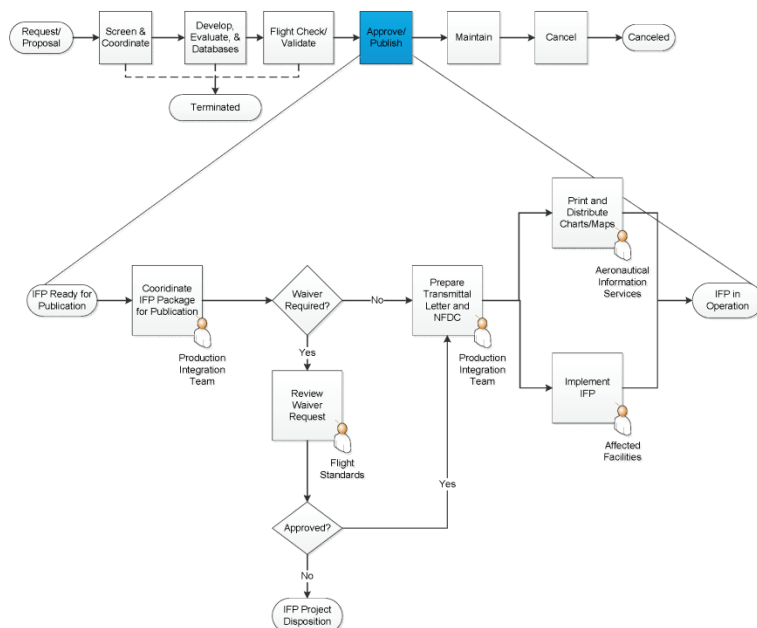 Request/
Proposal
Screen &
Coordinate
Develop,
Evaluate, &
Databases
Flight Check/
Validate
Approve/
Publish
Maintain
Cancel
Canceled
Terminated
IFP Ready for
Publication
Cooridinate
IFP Package
for Publication
Production
Integration
Team
Waiver
Required?
No
Yes
Review
Waiver
Request
Flight
Standards
Approved?
Yes
No
IFP Project
Disposition
Prepare
Transmittal
Letter and
NFDC
Production
Integration
Team
Print and
Distribute
Charts/Maps
Aeronautical
Information
Services
Implement
IFP
Affected
Facilities
IFP in
Operation